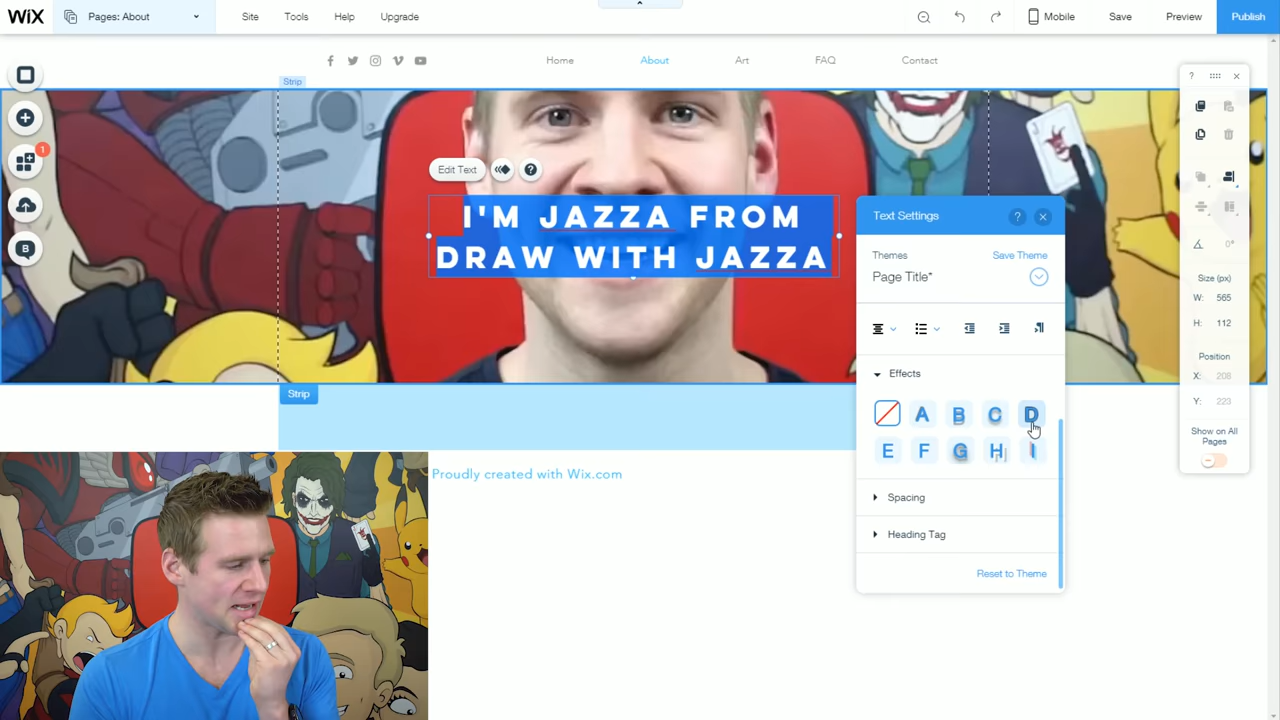 WiX
Pages: About
Site
Tools
Help
Upgrade
Mobile
Save
Preview
Publish
Home
About
Art
FAQ
Contact
Strip
1
B
Edit Text
?
I'M JAZZA FROM
DRAW WITH JAZZA
Strip
Proudly created with Wix.com
Text Settings
?
Themes
Save Theme
Page Title*
Effects
A
B
C
D
E
F
G
H
I
Spacing
Heading Tag
Reset to Theme
?
0°
Size (px)
W: 565
H: 112
Position
X: 208
Y: 223
Show on All
Pages